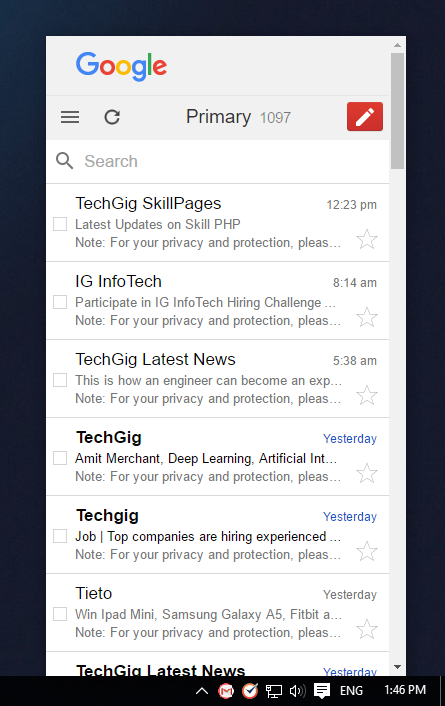 Google
Primary 1097
Search
TechGig SkillPages 12:23 pm
Latest Updates on Skill PHP
Note: For your privacy and protection, pleas…
IG InfoTech 8:14 am
Participate in IG InfoTech Hiring Challenge …
Note: For your privacy and protection, pleas…
TechGig Latest News 5:38 am
This is how an engineer can become an exp…
Note: For your privacy and protection, pleas…
TechGig Yesterday
Amit Merchant, Deep Learning, Artificial Int…
Note: For your privacy and protection, pleas…
Techgig Yesterday
Job | Top companies are hiring experienced …
Note: For your privacy and protection, pleas…
Tieto Yesterday
Win Ipad Mini, Samsung Galaxy A5, Fitbit a…
Note: For your privacy and protection, pleas…
TechGig Latest News Yesterday
ENG 1:46 PM